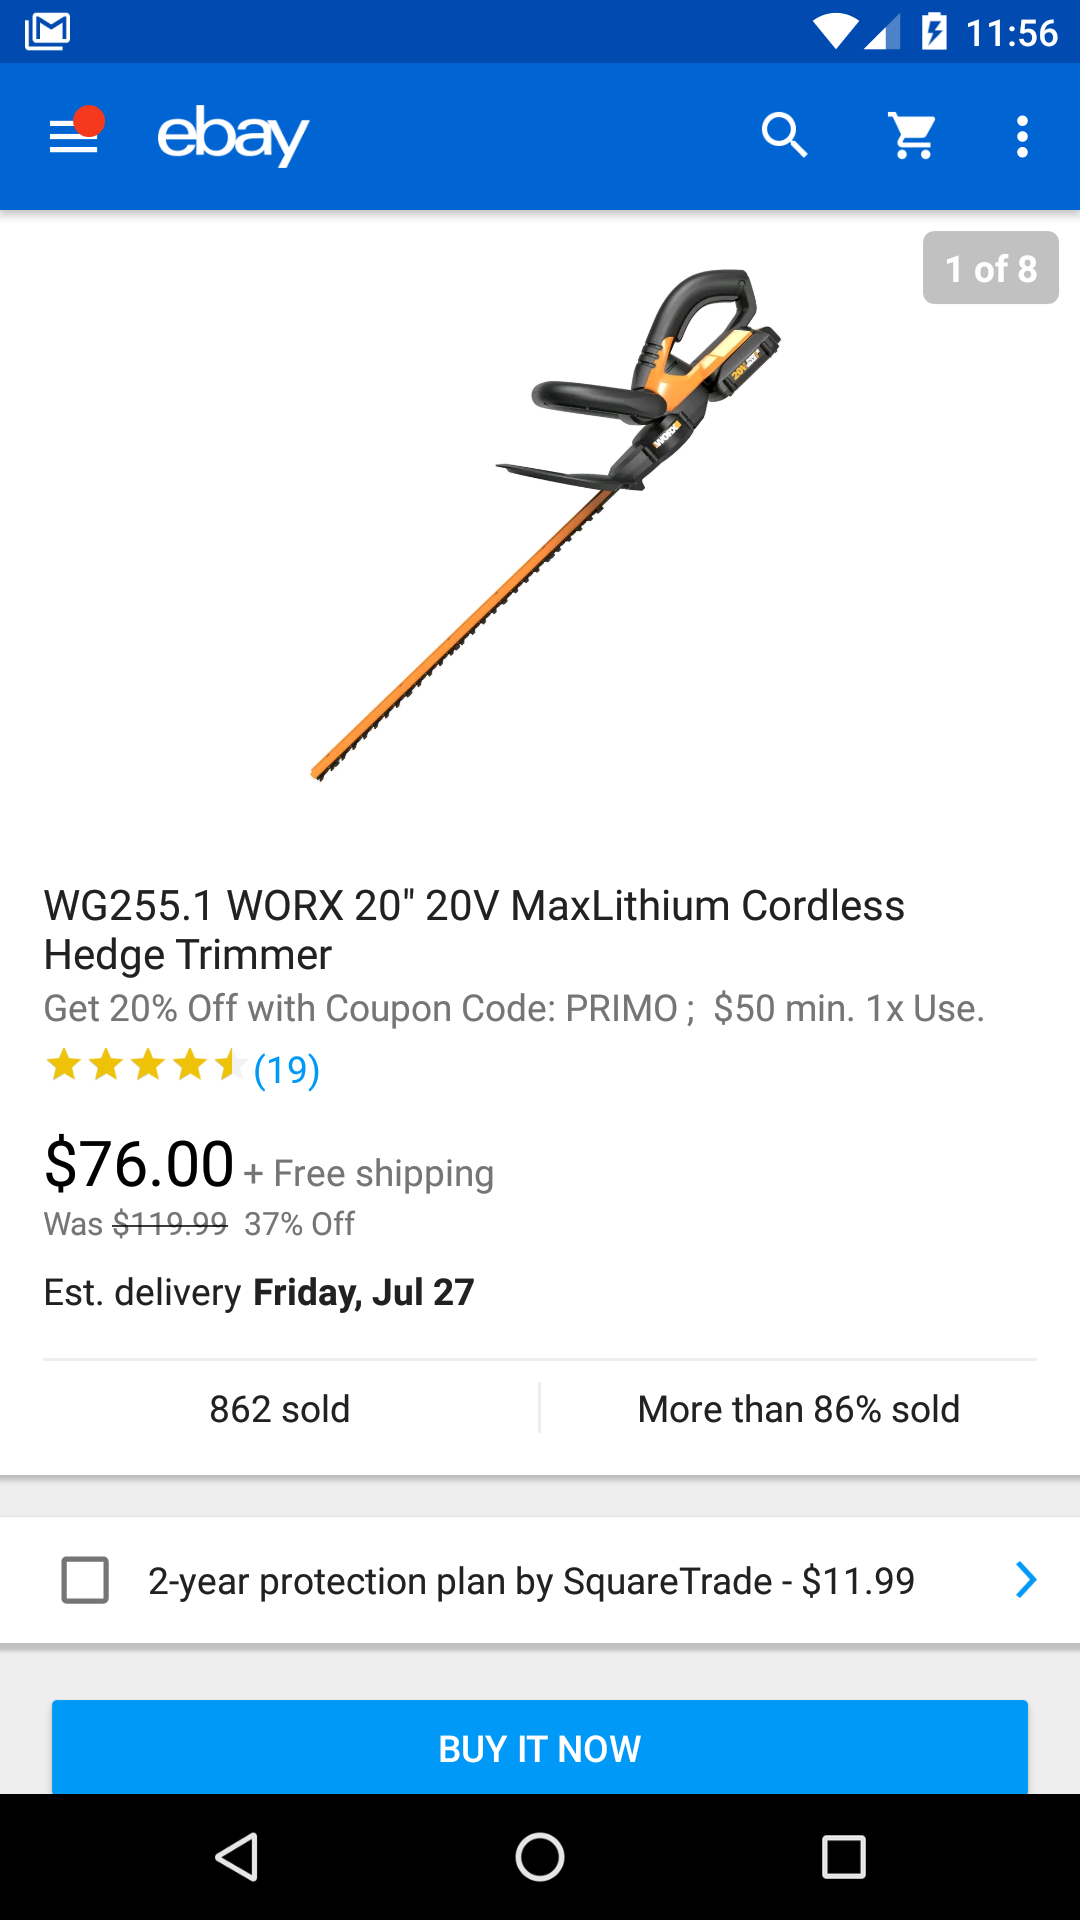 11:56
ebay
1 of 8
20V
WORX
WG255.1 WORX 20" 20V MaxLithium Cordless
Hedge Trimmer
Get 20% Off with Coupon Code: PRIMO ; $50 min. 1x Use.
(19)
$76.00 + Free shipping
Was $119.99 37% Off
Est. delivery Friday, Jul 27
862 sold
More than 86% sold
2-year protection plan by SquareTrade - $11.99
BUY IT NOW